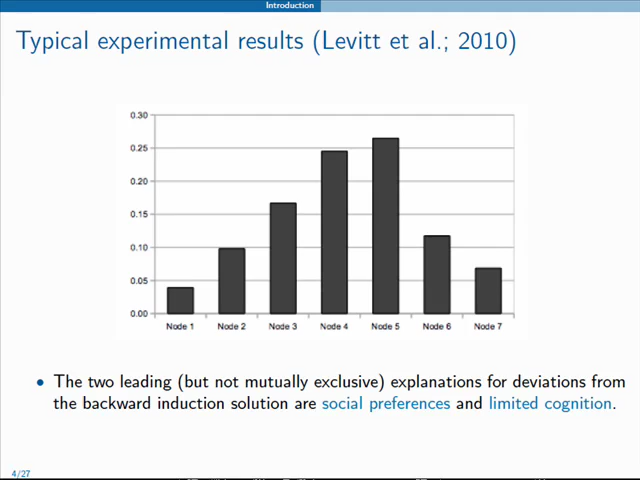 Introduction
Typical experimental results (Levitt et al.; 2010)
0.30
0.25
0.20
0.15
0.10
0.05
0.00
Node 1 Node 2 Node 3 Node 4 Node 5 Node 6 Node 7
• The two leading (but not mutually exclusive) explanations for deviations from
the backward induction solution are social preferences and limited cognition.
4/27